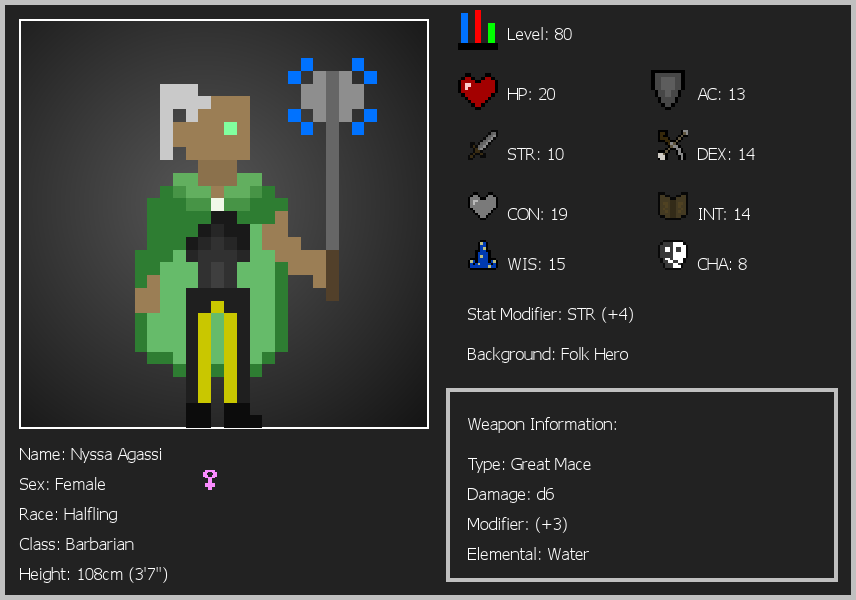 Level: 80
HP: 20
AC: 13
STR: 10
DEX: 14
CON: 19
INT: 14
WIS: 15
CHA: 8
Stat Modifier: STR (+4)
Background: Folk Hero
Weapon Information:
Type: Great Mace
Damage: d6
Modifier: (+3)
Elemental: Water
Name: Nyssa Agassi
Sex: Female
Race: Halfling
Class: Barbarian
Height: 108cm (3'7")